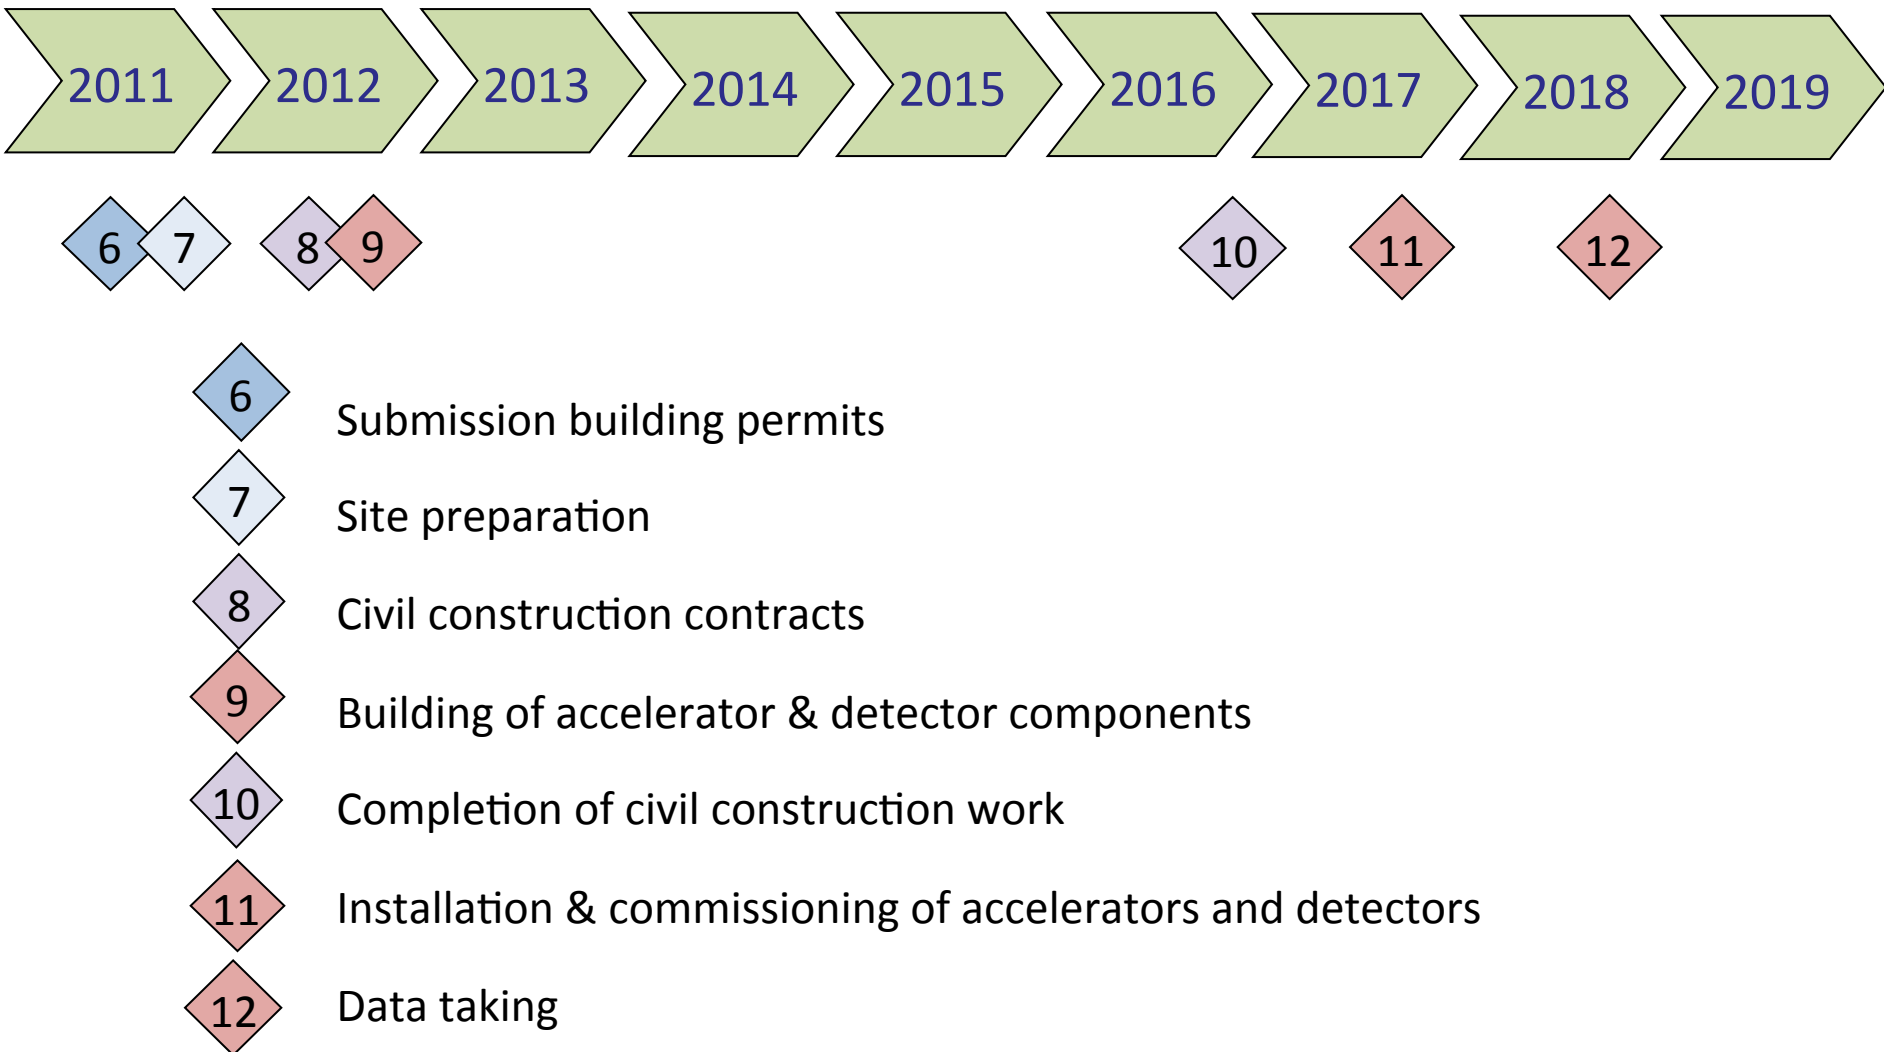 2011 2012 2013 2014 2015 2016 2017 2018 2019
6 7 8 9 10 11 12
6 Submission building permits
7 Site preparation
8 Civil construction contracts
9 Building of accelerator & detector components
10 Completion of civil construction work
11 Installation & commissioning of accelerators and detectors
12 Data taking